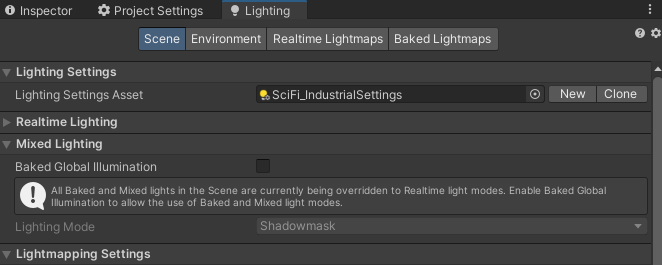 Inspector Project Settings Lighting
Scene Environment Realtime Lightmaps Baked Lightmaps
Lighting Settings
Lighting Settings Asset SciFi_IndustrialSettings New Clone
Realtime Lighting
Mixed Lighting
Baked Global Illumination
All Baked and Mixed lights in the Scene are currently being overridden to Realtime light modes. Enable Baked Global
Illumination to allow the use of Baked and Mixed light modes.
Lighting Mode Shadowmask
Lightmapping Settings